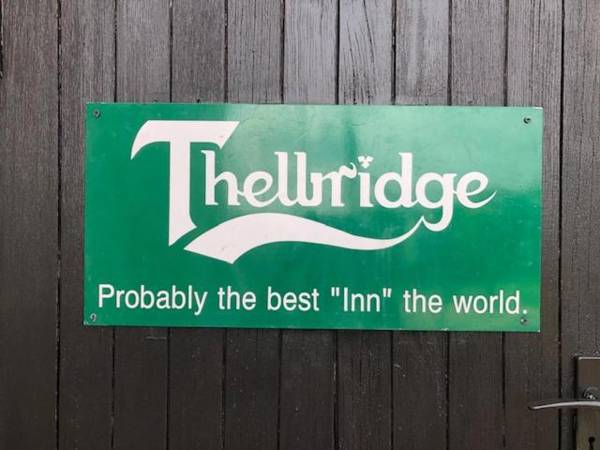 Thellbridge
Probably the best "Inn" the world.